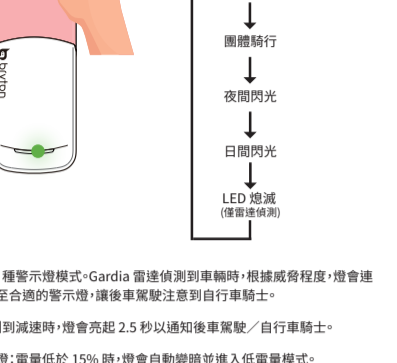 團體騎行
bryton
夜間閃光
日間閃光
LED 熄滅
(僅雷達偵測)
種警示燈模式。Gardia 雷達偵測到車輛時，根據威脅程度，燈會連
至合適的警示燈，讓後車駕駛注意到自行車騎士。
到減速時，燈會亮起 2.5 秒以通知後車駕駛／自行車騎士。
燈：電量低於 15% 時，燈會自動變暗並進入低電量模式。